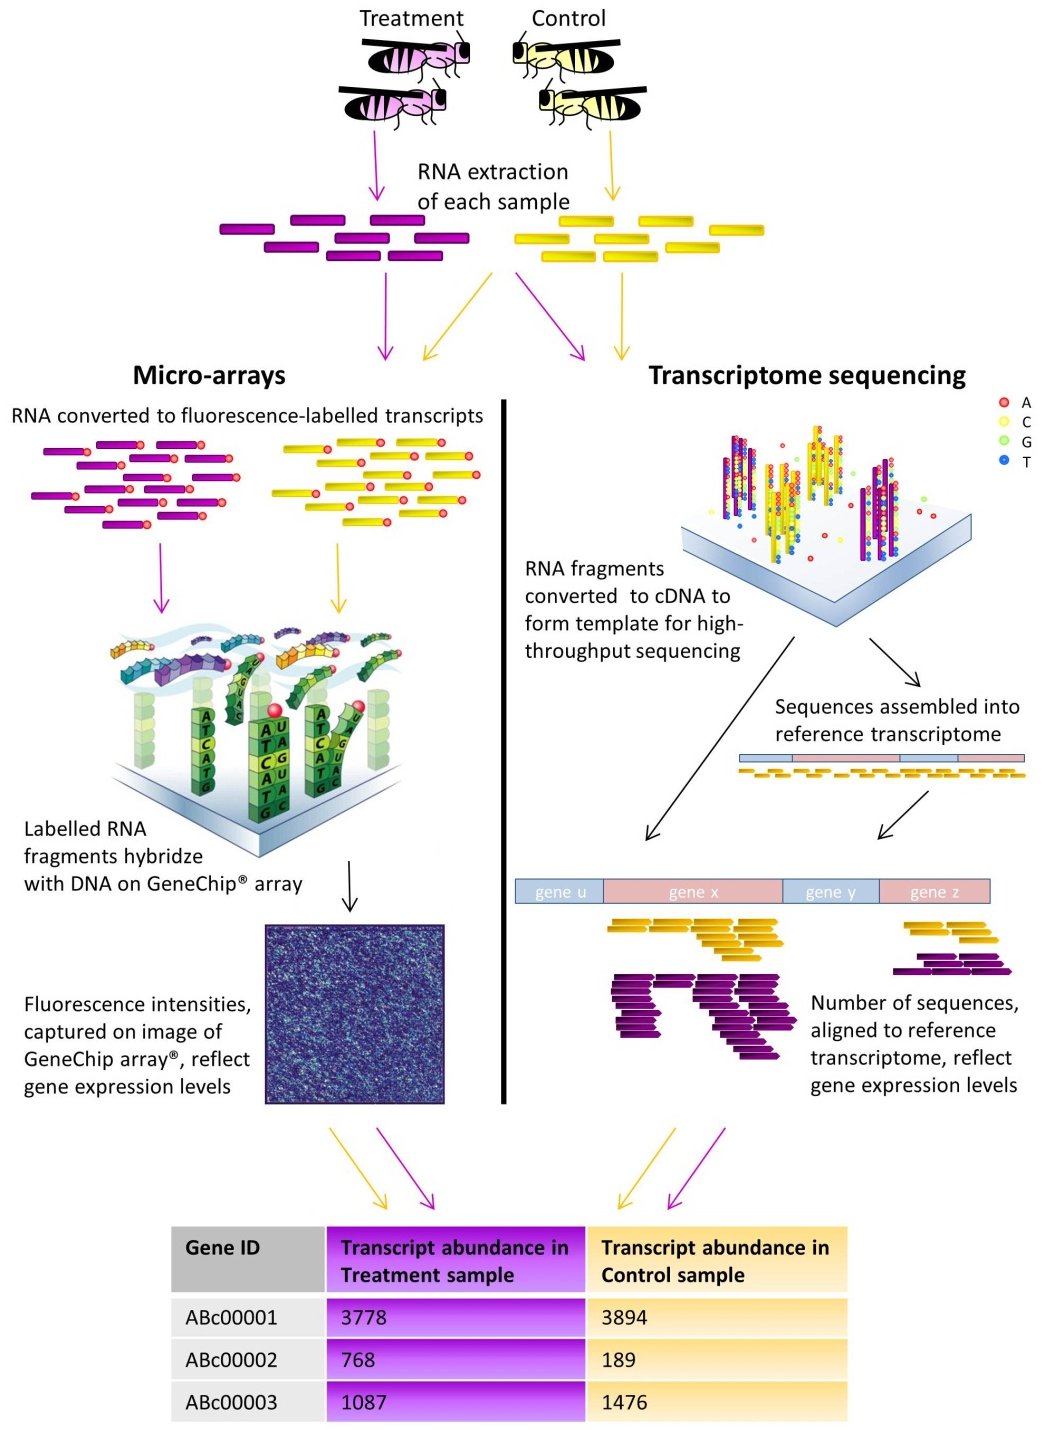 Treatment
Control
RNA extraction
of each sample
Micro-arrays
Transcriptome sequencing
RNA converted to fluorescence-labelled transcripts
A
C
G
T
RNA fragments
converted to cDNA to
form template for high-
throughput sequencing
Sequences assembled into
reference transcriptome
A T C A T G
U A G U A C
A T C A T G
U A G U A C
A T C A T G
U A G U A C
Labelled RNA
fragments hybridze
with DNA on GeneChip® array
gene u
gene x
gene y
gene z
Fluorescence intensities,
captured on image of
GeneChip array®, reflect
gene expression levels
Number of sequences,
aligned to reference
transcriptome, reflect
gene expression levels
Gene ID
Transcript abundance in
Treatment sample
Transcript abundance in
Control sample
ABc00001
3778
3894
ABc00002
768
189
ABc00003
1087
1476